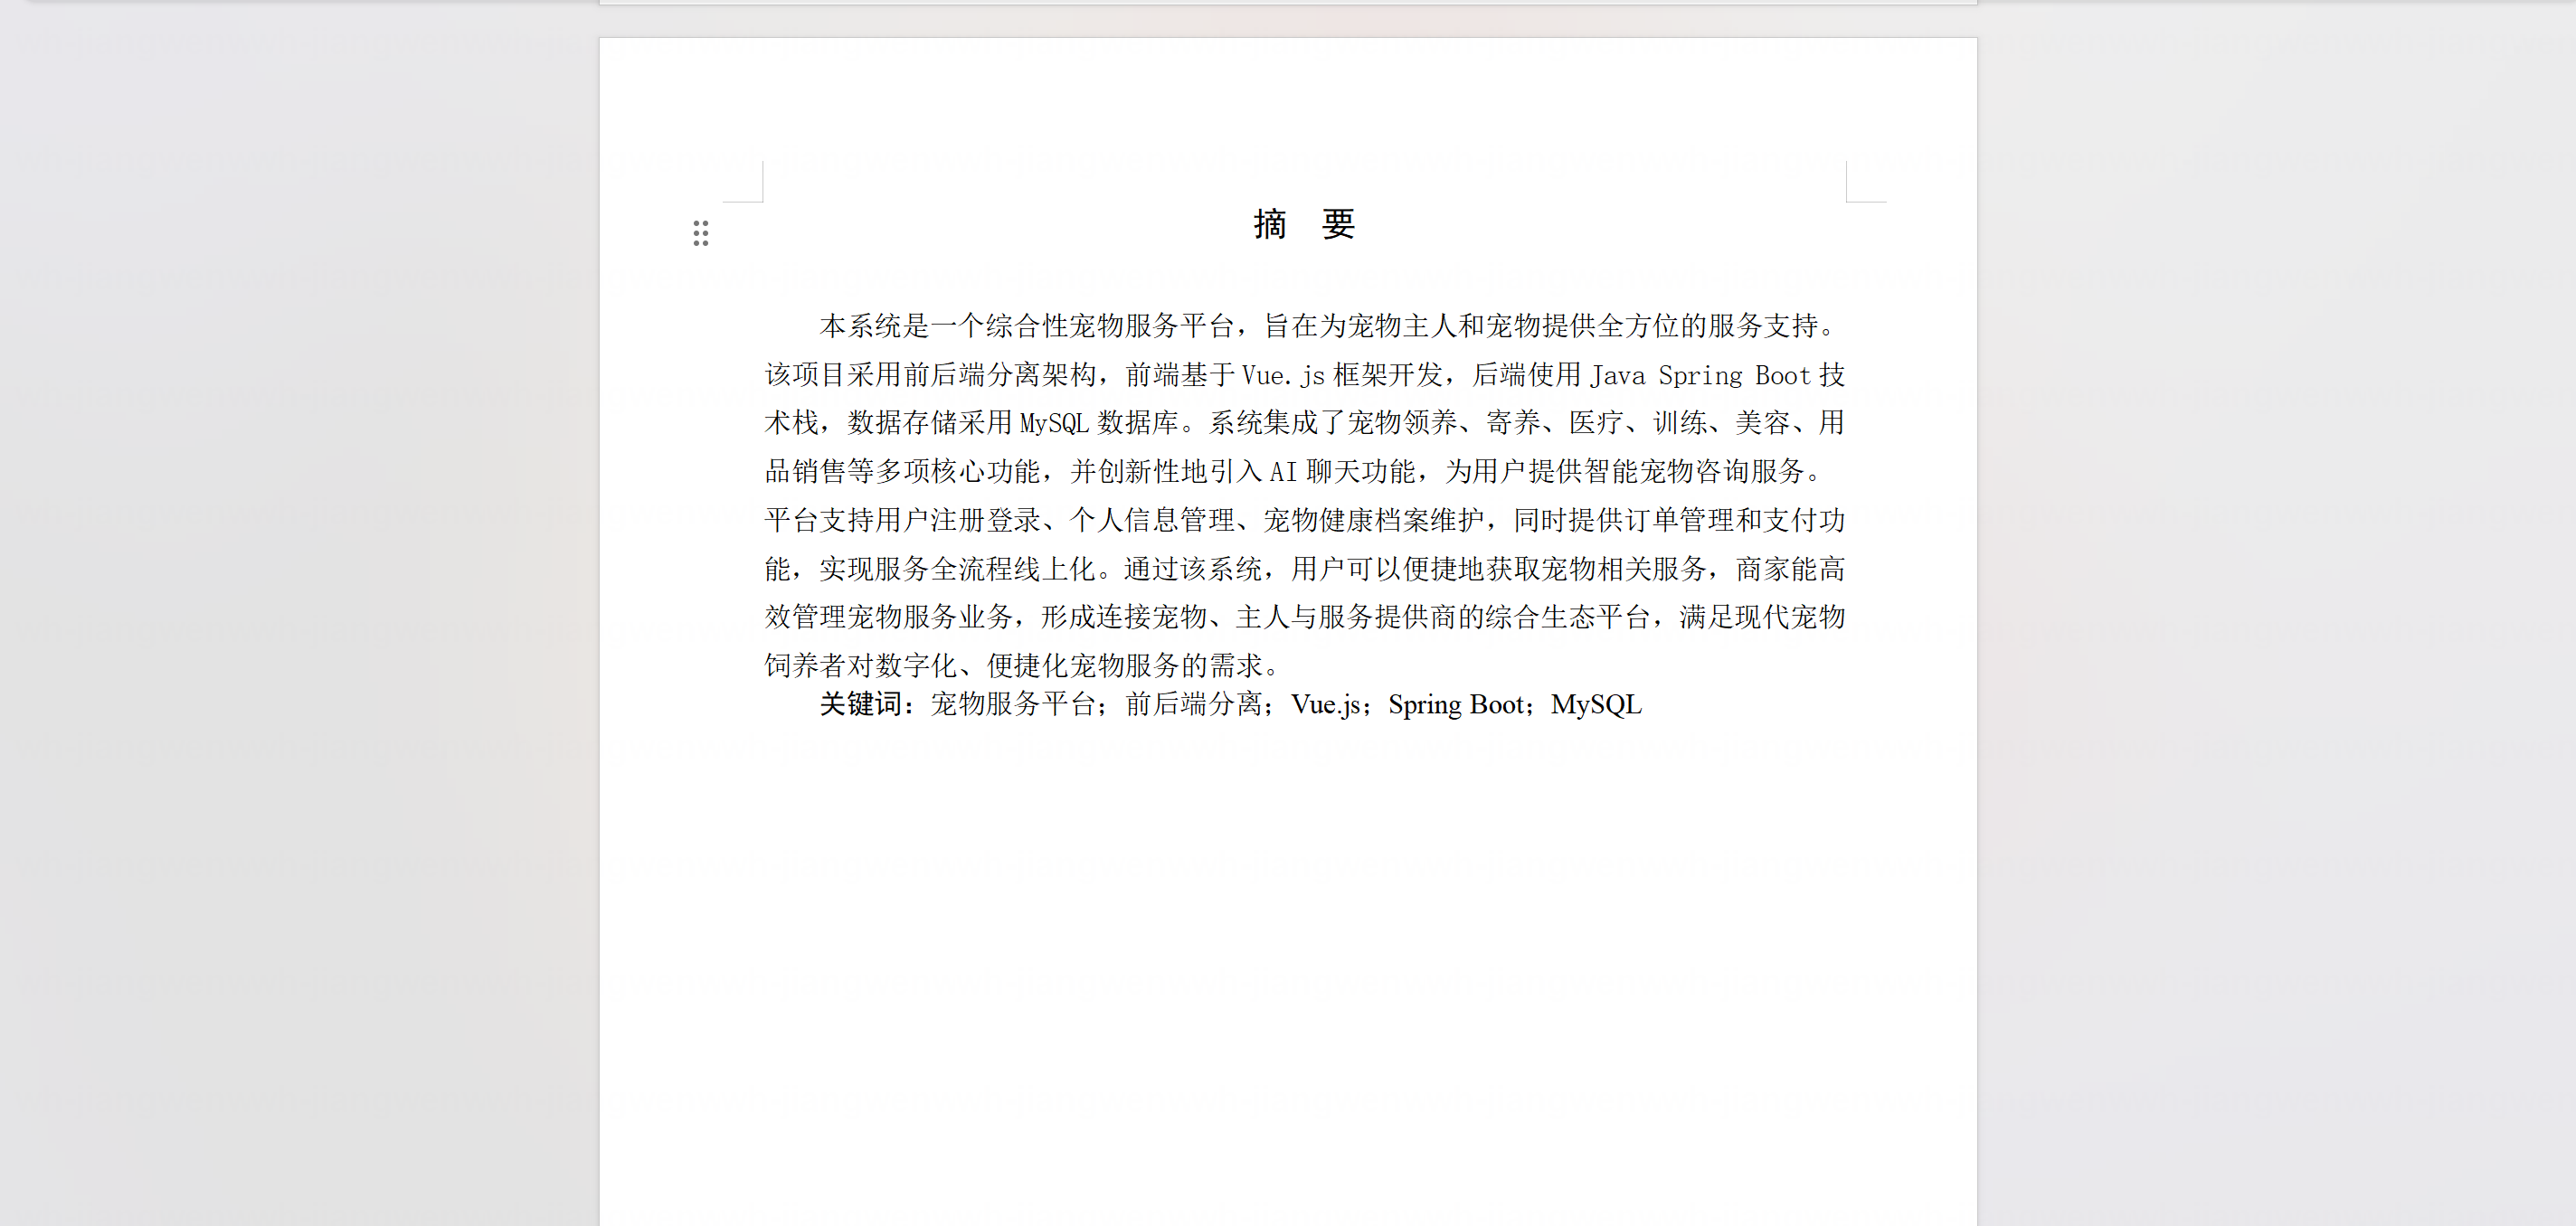 摘 要
本系统是一个综合性宠物服务平台，旨在为宠物主人和宠物提供全方位的服务支持。
该项目采用前后端分离架构，前端基于 Vue.js 框架开发，后端使用 Java Spring Boot 技
术栈，数据存储采用 MySQL 数据库。系统集成了宠物领养、寄养、医疗、训练、美容、用
品销售等多项核心功能，并创新性地引入 AI 聊天功能，为用户提供智能宠物咨询服务。
平台支持用户注册登录、个人信息管理、宠物健康档案维护，同时提供订单管理和支付功
能，实现服务全流程线上化。通过该系统，用户可以便捷地获取宠物相关服务，商家能高
效管理宠物服务业务，形成连接宠物、主人与服务提供商的综合生态平台，满足现代宠物
饲养者对数字化、便捷化宠物服务的需求。
关键词：宠物服务平台；前后端分离；Vue.js；Spring Boot；MySQL